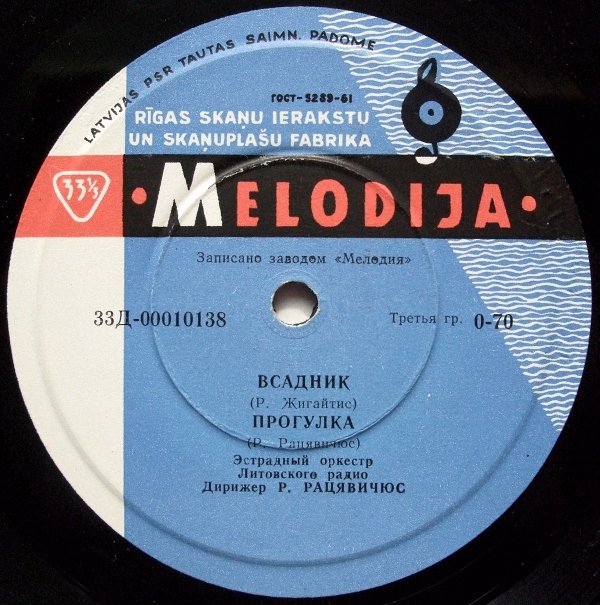 LATVIJAS PSR TAUTAS SAIMN. PADOME
ГОСТ-5289-61
RĪGAS SKAŅU IERAKSTU
UN SKAŅUPLAŠU FABRIKA
33⅓
• MELODIJA •
Записано заводом «Мелодия»
33Д-00010138
Третья гр. 0-70
ВСАДНИК
(Р. Жигайтис)
ПРОГУЛКА
(Р. Рацявичюс)
Эстрадный оркестр
Литовского радио
Дирижер Р. РАЦЯВИЧЮС